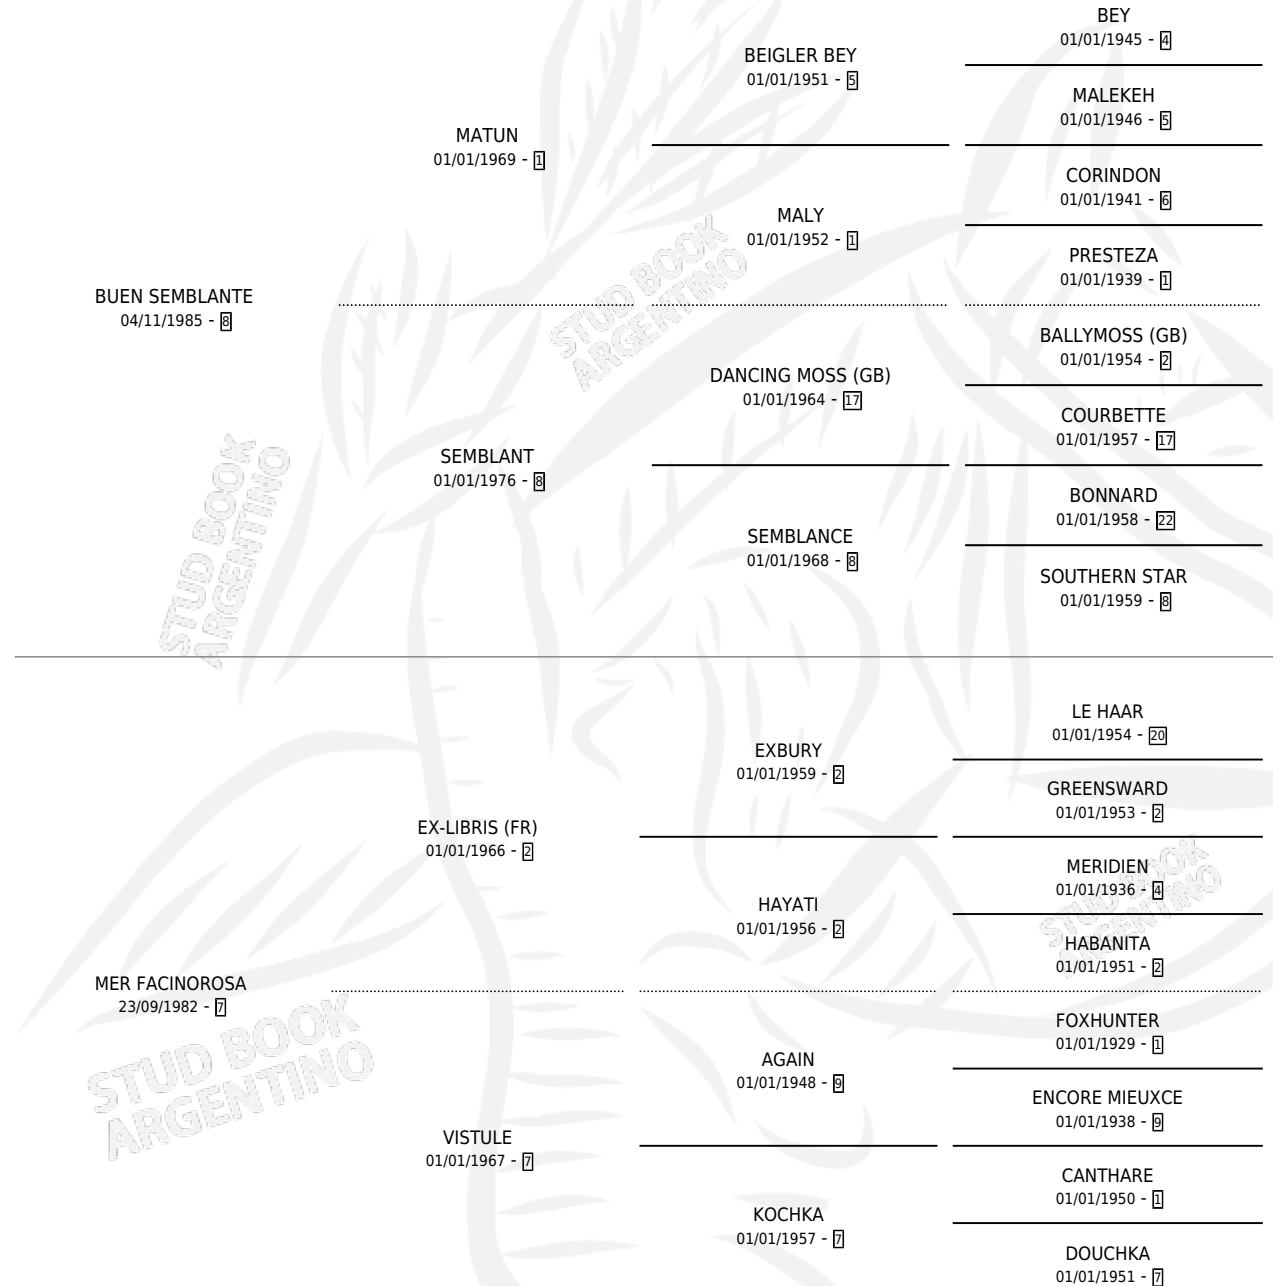 BEY
01/01/1945 - 4
BEIGLER BEY
01/01/1951 - 5
MALEKEH
01/01/1946 - 5
MATUN
01/01/1969 - 1
CORINDON
01/01/1941 - 6
MALY
01/01/1952 - 1
PRESTEZA
01/01/1939 - 1
BUEN SEMBLANTE
04/11/1985 - 8
BALLYMOSS (GB)
01/01/1954 - 2
DANCING MOSS (GB)
01/01/1964 - 17
COURBETTE
01/01/1957 - 17
SEMBLANT
01/01/1976 - 8
BONNARD
01/01/1958 - 22
SEMBLANCE
01/01/1968 - 8
SOUTHERN STAR
01/01/1959 - 8
LE HAAR
01/01/1954 - 20
EXBURY
01/01/1959 - 2
GREENSWARD
01/01/1953 - 2
EX-LIBRIS (FR)
01/01/1966 - 2
MERIDIEN
01/01/1936 - 4
HAYATI
01/01/1956 - 2
HABANITA
01/01/1951 - 2
MER FACINOROSA
23/09/1982 - 7
FOXHUNTER
01/01/1929 - 1
AGAIN
01/01/1948 - 9
ENCORE MIEUXCE
01/01/1938 - 9
VISTULE
01/01/1967 - 7
CANTHARE
01/01/1950 - 1
KOCHKA
01/01/1957 - 7
DOUCHKA
01/01/1951 - 7
STUD BOOK
ARGENTINO
STUD BOOK
ARGENTINO
STUD BOOK
ARGENTINO
STUD BOOK
ARGENTINO